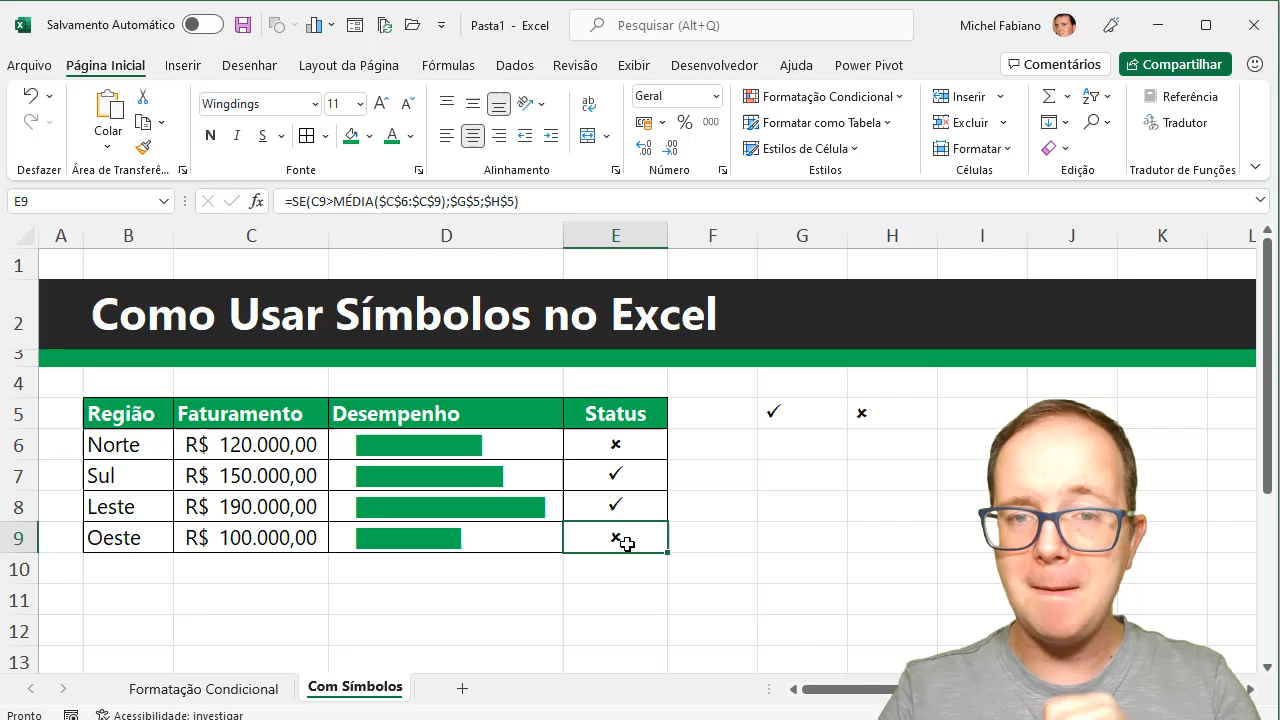 Salvamento Automático
Pasta1 - Excel
Pesquisar (Alt+Q)
Michel Fabiano
Arquivo Página Inicial Inserir Desenhar Layout da Página Fórmulas Dados Revisão Exibir Desenvolvedor Ajuda Power Pivot
Comentários Compartilhar
Colar
Wingdings 11
N I S
Geral
% 000
Formatação Condicional
Formatar como Tabela
Estilos de Célula
Inserir
Excluir
Formatar
Referência
Tradutor
Desfazer Área de Transferê... Fonte Alinhamento Número Estilos Células Edição Tradutor de Funções
E9 fx =SE(C9>MÉDIA($C$6:$C$9);$G$5;$H$5)
A B C D E F G H I J K L
1
2 Como Usar Símbolos no Excel
3
4
5 Região Faturamento Desempenho Status ✓ ×
6 Norte R$ 120.000,00 ×
7 Sul R$ 150.000,00 ✓
8 Leste R$ 190.000,00 ✓
9 Oeste R$ 100.000,00 ×
10
11
12
13
Formatação Condicional Com Símbolos
Pronto Acessibilidade: investigar